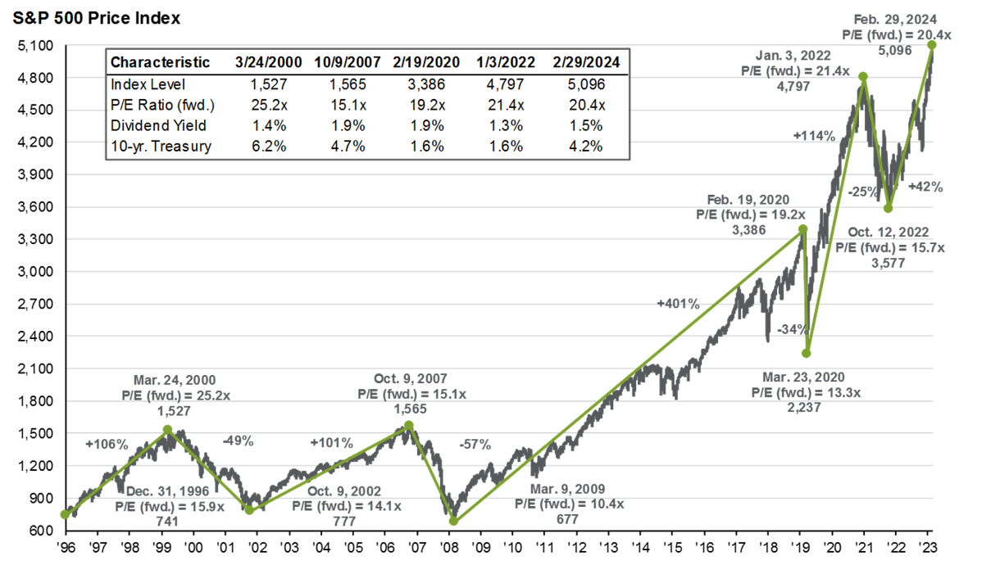 S&P 500 Price Index
Characteristic 3/24/2000 10/9/2007 2/19/2020 1/3/2022 2/29/2024
Index Level 1,527 1,565 3,386 4,797 5,096
P/E Ratio (fwd.) 25.2x 15.1x 19.2x 21.4x 20.4x
Dividend Yield 1.4% 1.9% 1.9% 1.3% 1.5%
10-yr. Treasury 6.2% 4.7% 1.6% 1.6% 4.2%
5,100
4,800
4,500
4,200
3,900
3,600
3,300
3,000
2,700
2,400
2,100
1,800
1,500
1,200
900
600
Dec. 31, 1996
P/E (fwd.) = 15.9x
741
+106%
Mar. 24, 2000
P/E (fwd.) = 25.2x
1,527
-49%
Oct. 9, 2002
P/E (fwd.) = 14.1x
777
+101%
Oct. 9, 2007
P/E (fwd.) = 15.1x
1,565
-57%
Mar. 9, 2009
P/E (fwd.) = 10.4x
677
+401%
Feb. 19, 2020
P/E (fwd.) = 19.2x
3,386
-34%
Mar. 23, 2020
P/E (fwd.) = 13.3x
2,237
+114%
Jan. 3, 2022
P/E (fwd.) = 21.4x
4,797
-25%
Oct. 12, 2022
P/E (fwd.) = 15.7x
3,577
+42%
Feb. 29, 2024
P/E (fwd.) = 20.4x
5,096
'96 '97 '98 '99 '00 '01 '02 '03 '04 '05 '06 '07 '08 '09 '10 '11 '12 '13 '14 '15 '16 '17 '18 '19 '20 '21 '22 '23